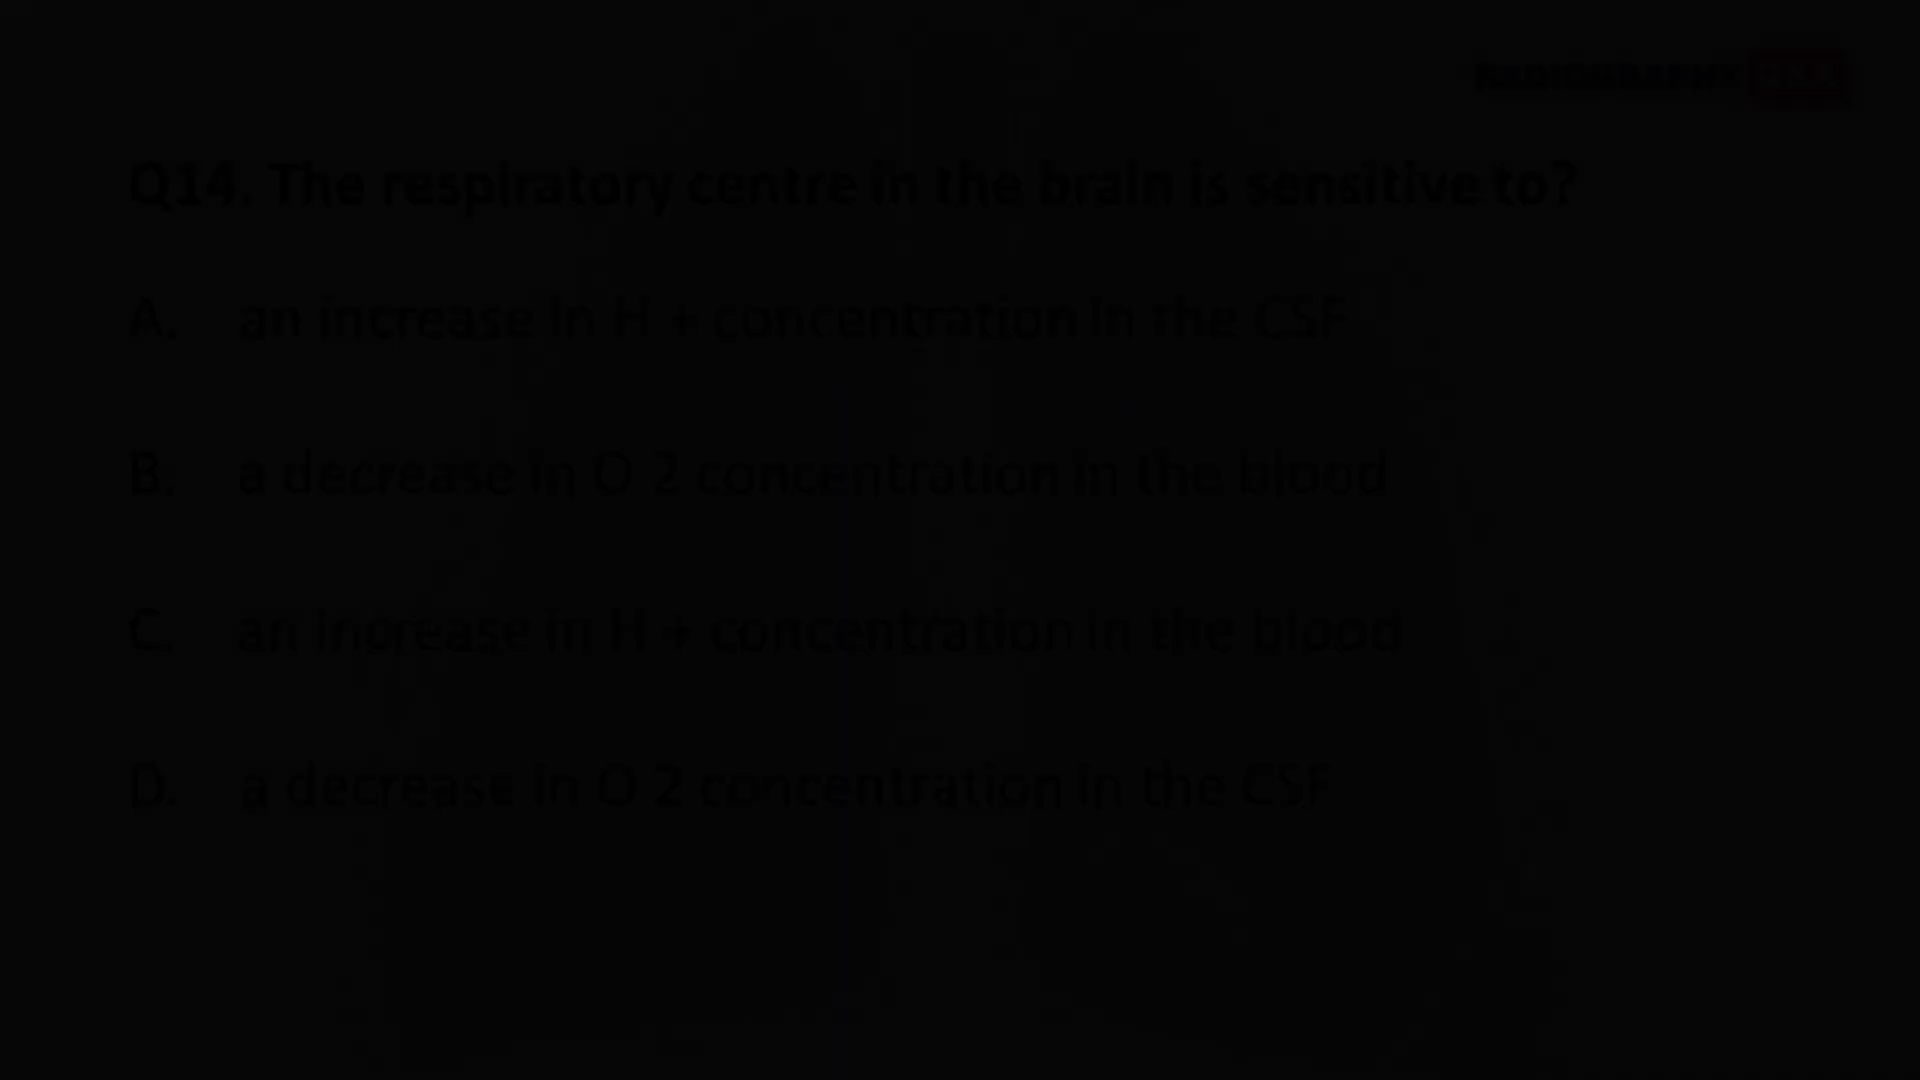 RADIOGRAPHY
Q14. The respiratory centre in the brain is sensitive to?
A. an increase in H + concentration in the CSF
B. a decrease in O 2 concentration in the blood
C. an increase in H + concentration in the blood
D. a decrease in O 2 concentration in the CSF